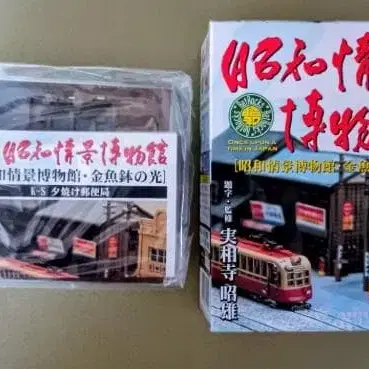 昭和情景博物館
和情景博物館・金魚鉢の光]
K-S 夕焼け郵便局
昭和情
博物
ONCE UPON A
TIME IN JAPAN
[昭和情景博物館・金魚
題字・監修
実相寺 昭雄